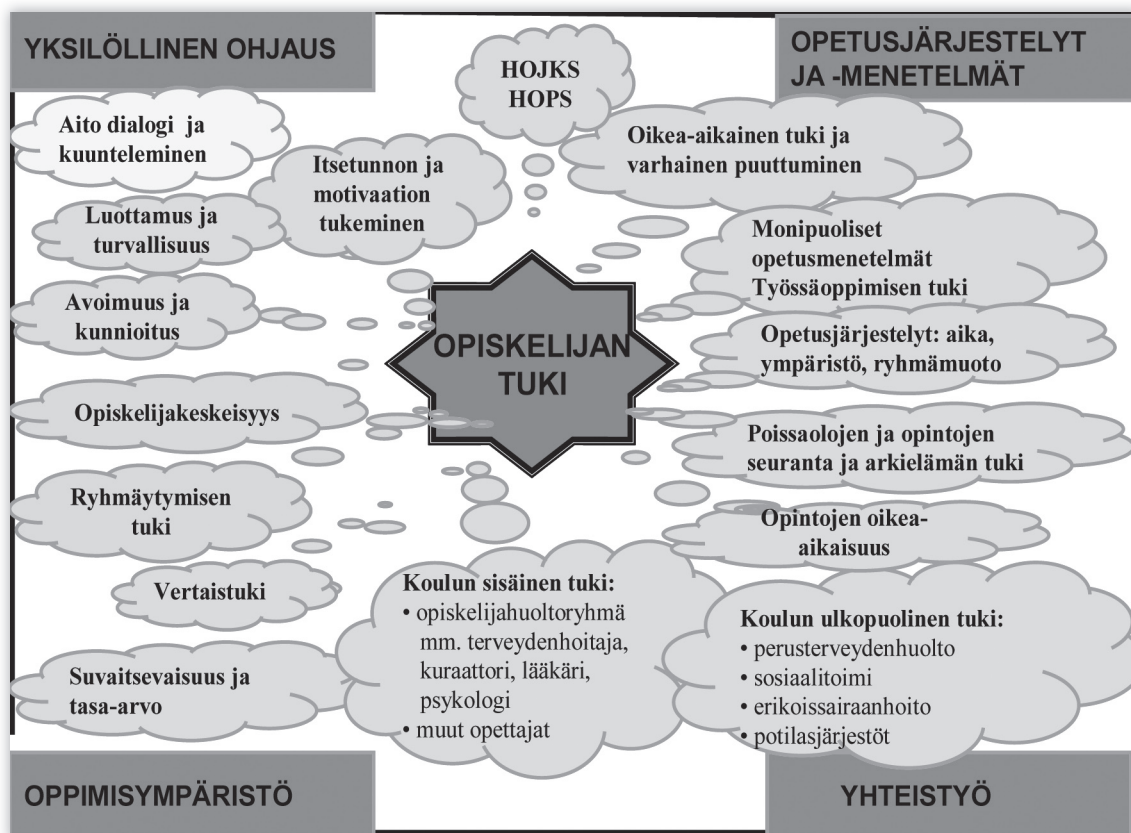 YKSILÖLLINEN OHJAUS
OPETUSJÄRJESTELYT
JA -MENETELMÄT
HOJKS
HOPS
Aito dialogi ja
kuunteleminen
Itsetunnon ja
motivaation
tukeminen
Oikea-aikainen tuki ja
varhainen puuttuminen
Luottamus ja
turvallisuus
Monipuoliset
opetusmenetelmät
Työssäoppimisen tuki
Avoimuus ja
kunnioitus
OPISKELIJAN
TUKI
Opetusjärjestelyt: aika,
ympäristö, ryhmämuoto
Opiskelijakeskeisyys
Poissaolojen ja opintojen
seuranta ja arkielämän tuki
Ryhmäytymisen
tuki
Opintojen oikea-
aikaisuus
Vertaistuki
Koulun sisäinen tuki:
• opiskelijahuoltoryhmä
mm. terveydenhoitaja,
kuraattori, lääkäri,
psykologi
• muut opettajat
Koulun ulkopuolinen tuki:
• perusterveydenhuolto
• sosiaalitoimi
• erikoissairaanhoito
• potilasjärjestöt
Suvaitsevaisuus ja
tasa-arvo
OPPIMISYMPÄRISTÖ
YHTEISTYÖ